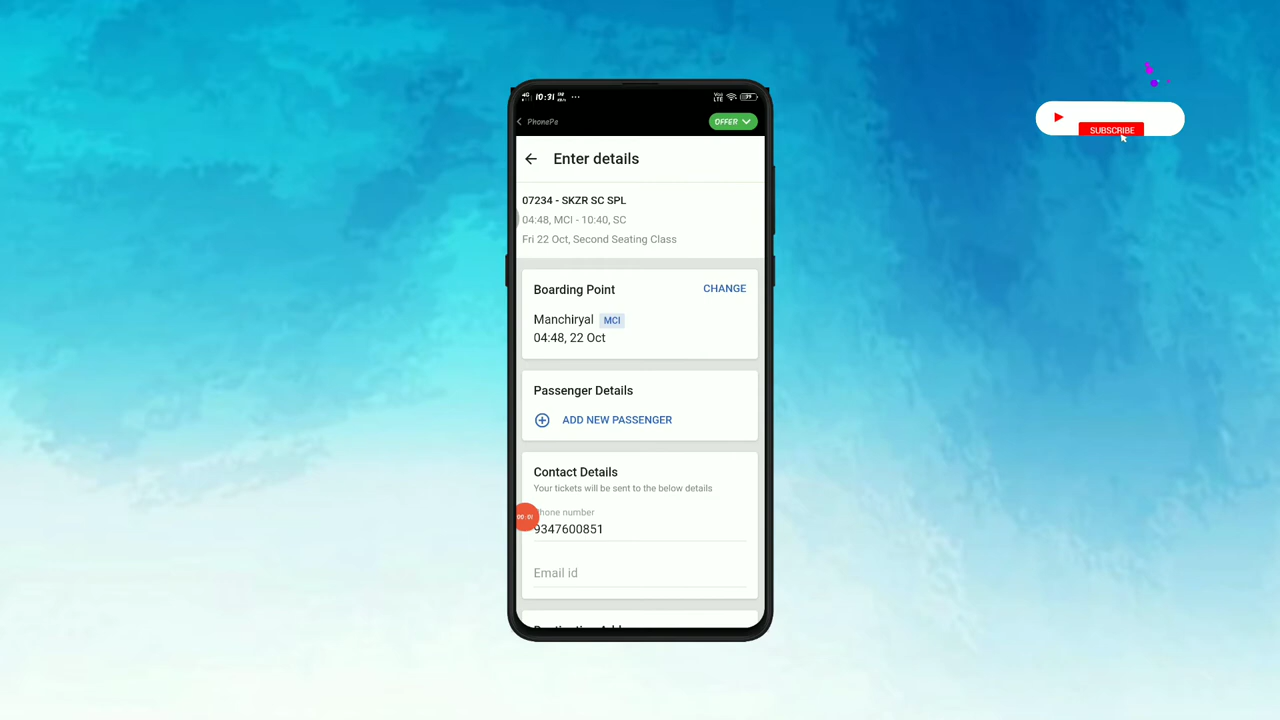 10:31
PhonePe
OFFER
Enter details
07234 - SKZR SC SPL
04:48, MCI - 10:40, SC
Fri 22 Oct, Second Seating Class
Boarding Point CHANGE
Manchiryal MCI
04:48, 22 Oct
Passenger Details
ADD NEW PASSENGER
Contact Details
Your tickets will be sent to the below details
hone number
9347600851
Email id
SUBSCRIBE